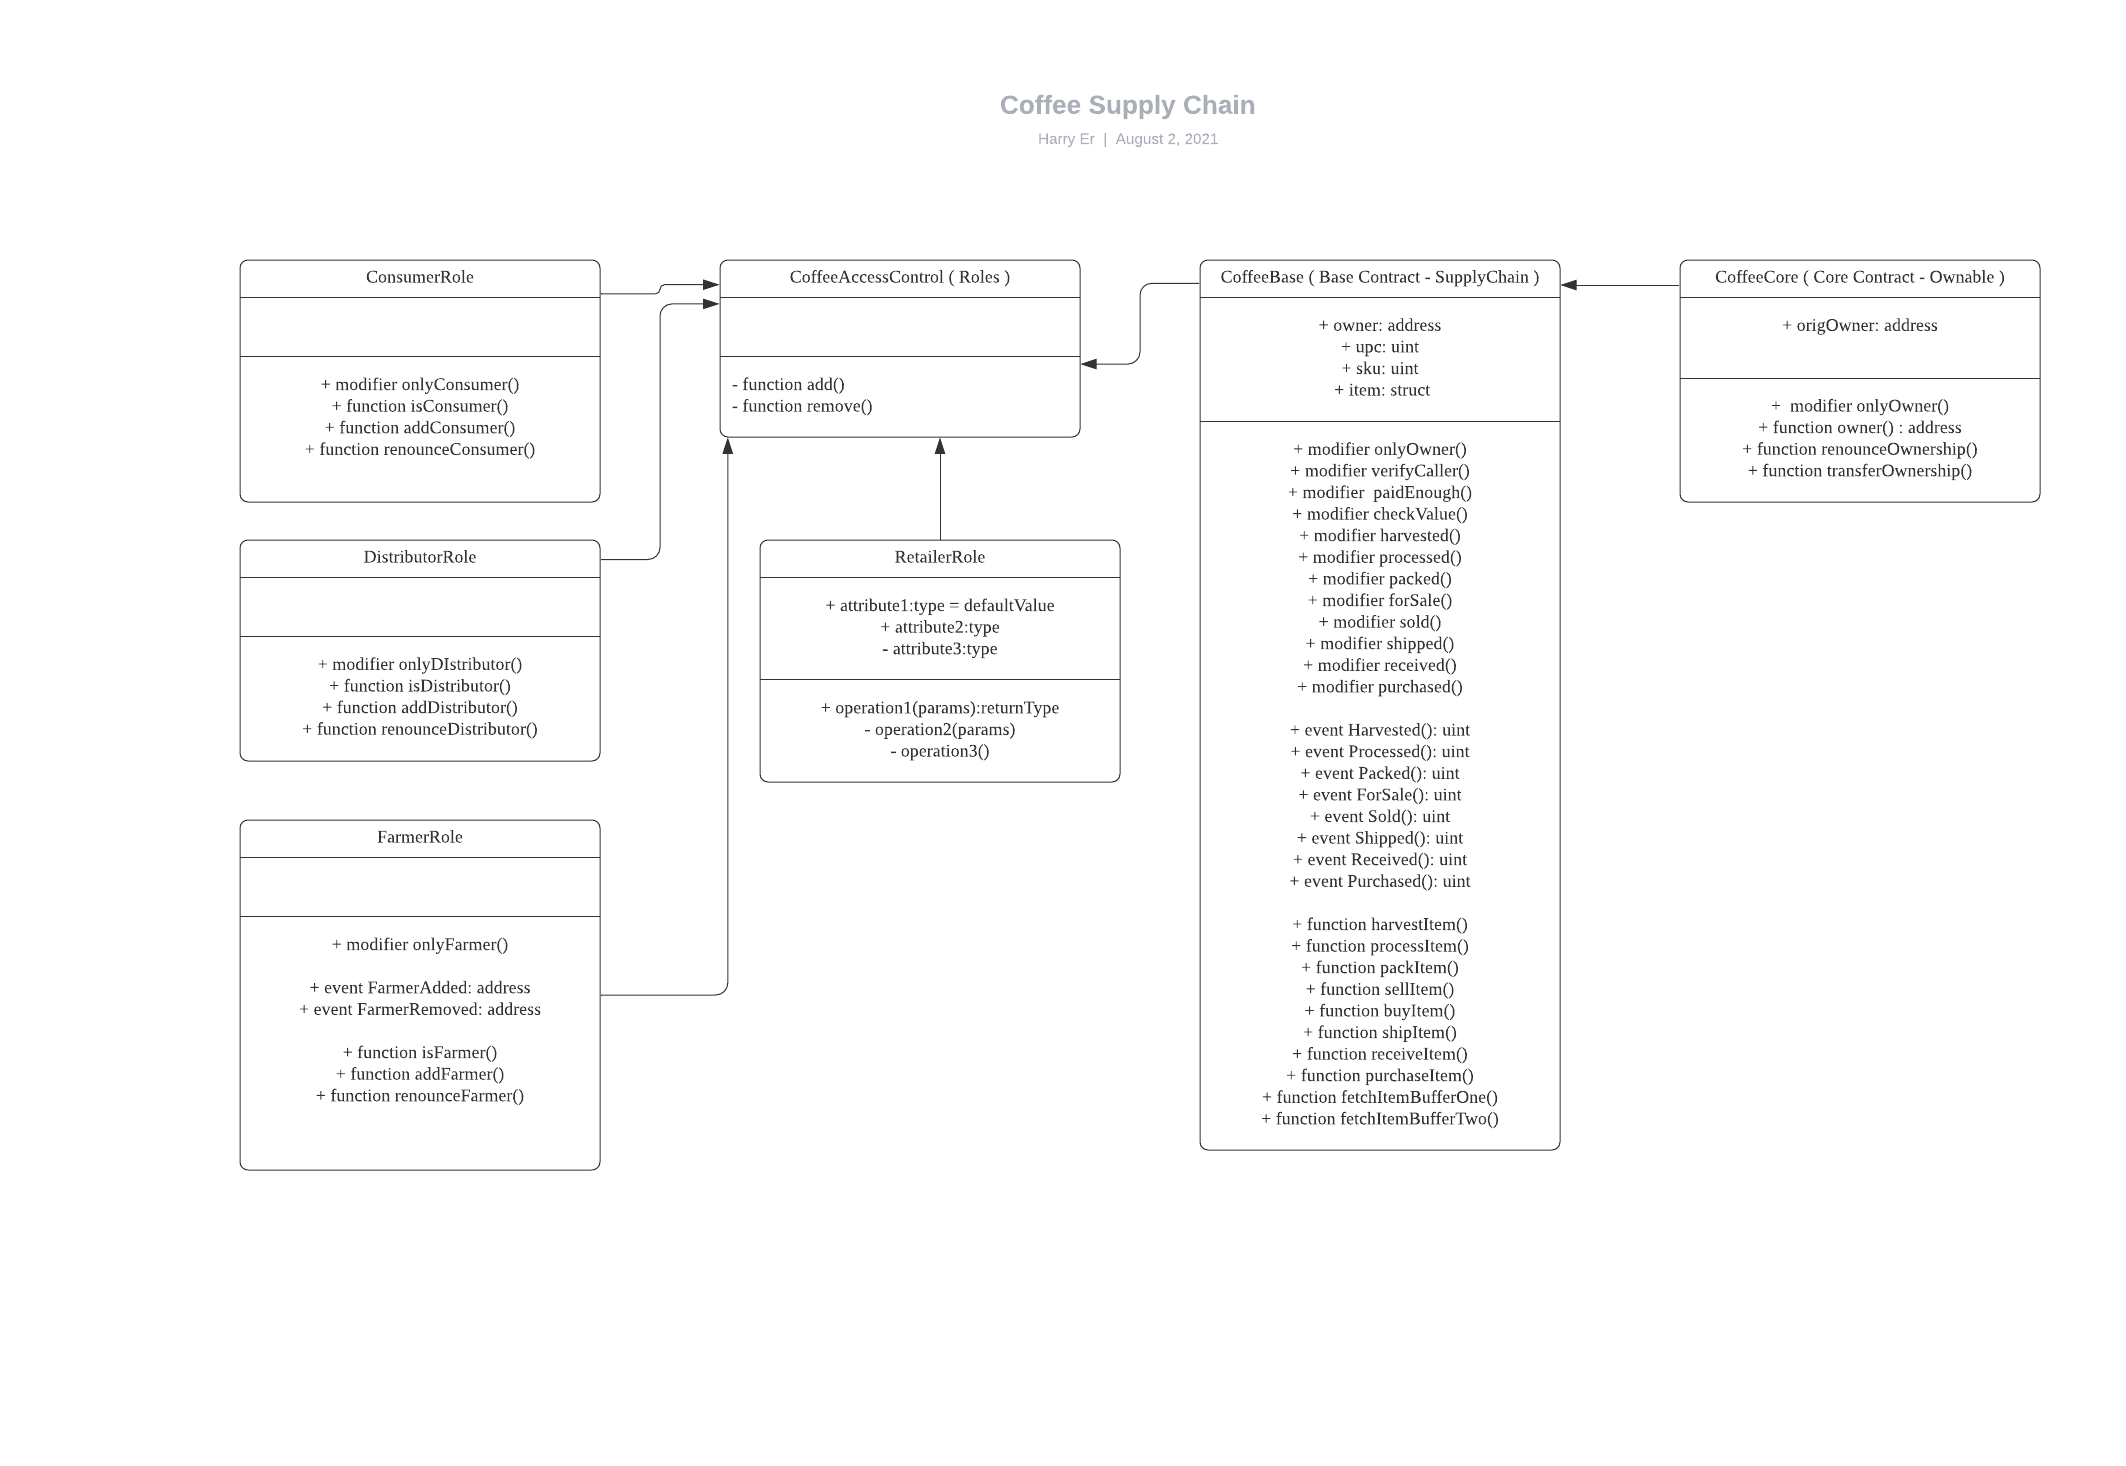 Coffee Supply Chain
Harry Er | August 2, 2021
ConsumerRole
+ modifier onlyConsumer()
+ function isConsumer()
+ function addConsumer()
+ function renounceConsumer()
CoffeeAccessControl ( Roles )
- function add()
- function remove()
CoffeeBase ( Base Contract - SupplyChain )
+ owner: address
+ upc: uint
+ sku: uint
+ item: struct
+ modifier onlyOwner()
+ modifier verifyCaller()
+ modifier  paidEnough()
+ modifier checkValue()
+ modifier harvested()
+ modifier processed()
+ modifier packed()
+ modifier forSale()
+ modifier sold()
+ modifier shipped()
+ modifier received()
+ modifier purchased()
+ event Harvested(): uint
+ event Processed(): uint
+ event Packed(): uint
+ event ForSale(): uint
+ event Sold(): uint
+ event Shipped(): uint
+ event Received(): uint
+ event Purchased(): uint
+ function harvestItem()
+ function processItem()
+ function packItem()
+ function sellItem()
+ function buyItem()
+ function shipItem()
+ function receiveItem()
+ function purchaseItem()
+ function fetchItemBufferOne()
+ function fetchItemBufferTwo()
CoffeeCore ( Core Contract - Ownable )
+ origOwner: address
+  modifier onlyOwner()
+ function owner() : address
+ function renounceOwnership()
+ function transferOwnership()
DistributorRole
+ modifier onlyDIstributor()
+ function isDistributor()
+ function addDistributor()
+ function renounceDistributor()
RetailerRole
+ attribute1:type = defaultValue
+ attribute2:type
- attribute3:type
+ operation1(params):returnType
- operation2(params)
- operation3()
FarmerRole
+ modifier onlyFarmer()
+ event FarmerAdded: address
+ event FarmerRemoved: address
+ function isFarmer()
+ function addFarmer()
+ function renounceFarmer()